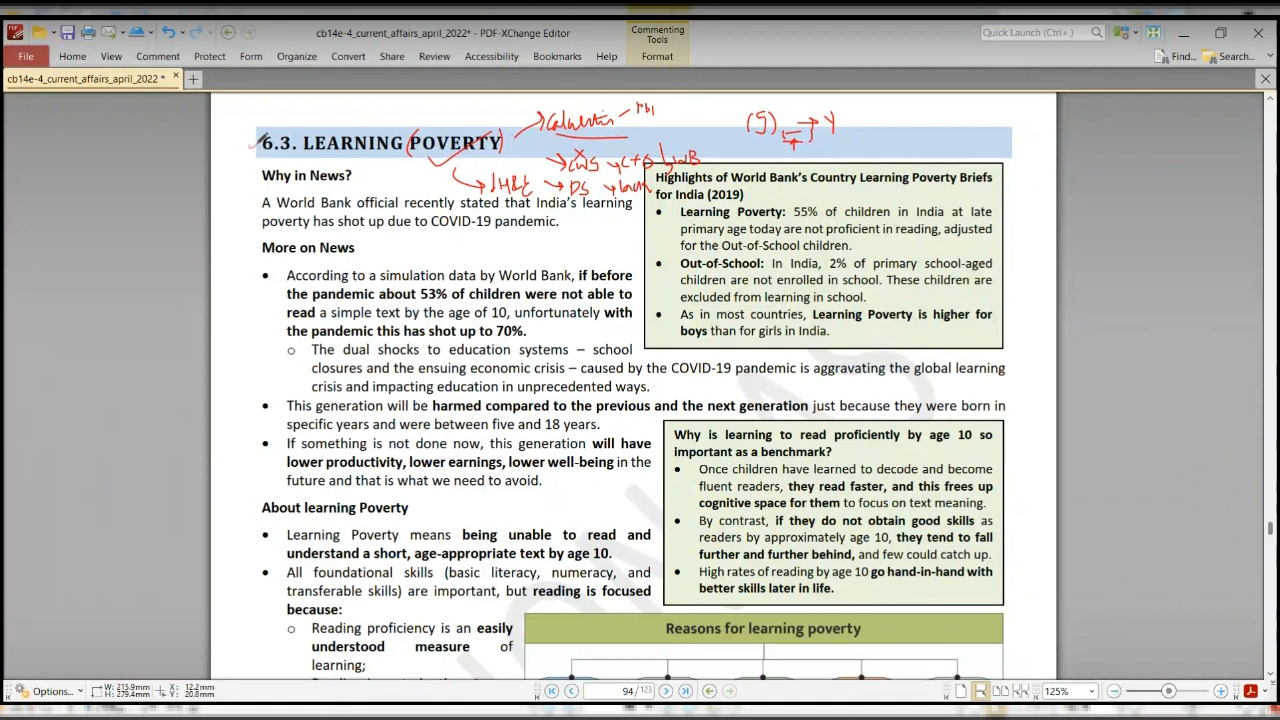 cb14e-4_current_affairs_april_2022* - PDF-XChange Editor
Commenting Tools
Quick Launch (Ctrl+.)
File Home View Comment Protect Form Organize Convert Share Review Accessibility Bookmarks Help Format
Find... Search...
cb14e-4_current_affairs_april_2022 *
6.3. LEARNING POVERTY
Why in News?
A World Bank official recently stated that India's learning
poverty has shot up due to COVID-19 pandemic.
More on News
• According to a simulation data by World Bank, if before
the pandemic about 53% of children were not able to
read a simple text by the age of 10, unfortunately with
the pandemic this has shot up to 70%.
o The dual shocks to education systems – school
closures and the ensuing economic crisis – caused by the COVID-19 pandemic is aggravating the global learning
crisis and impacting education in unprecedented ways.
• This generation will be harmed compared to the previous and the next generation just because they were born in
specific years and were between five and 18 years.
• If something is not done now, this generation will have
lower productivity, lower earnings, lower well-being in the
future and that is what we need to avoid.
About learning Poverty
• Learning Poverty means being unable to read and
understand a short, age-appropriate text by age 10.
• All foundational skills (basic literacy, numeracy, and
transferable skills) are important, but reading is focused
because:
o Reading proficiency is an easily
understood measure of
learning;
Highlights of World Bank's Country Learning Poverty Briefs
for India (2019)
• Learning Poverty: 55% of children in India at late
primary age today are not proficient in reading, adjusted
for the Out-of-School children.
• Out-of-School: In India, 2% of primary school-aged
children are not enrolled in school. These children are
excluded from learning in school.
• As in most countries, Learning Poverty is higher for
boys than for girls in India.
Why is learning to read proficiently by age 10 so
important as a benchmark?
• Once children have learned to decode and become
fluent readers, they read faster, and this frees up
cognitive space for them to focus on text meaning.
• By contrast, if they do not obtain good skills as
readers by approximately age 10, they tend to fall
further and further behind, and few could catch up.
• High rates of reading by age 10 go hand-in-hand with
better skills later in life.
Reasons for learning poverty
Options... W: 215.9mm H: 279.4mm X: 12.2mm Y: 20.8mm 94 / 123 125%